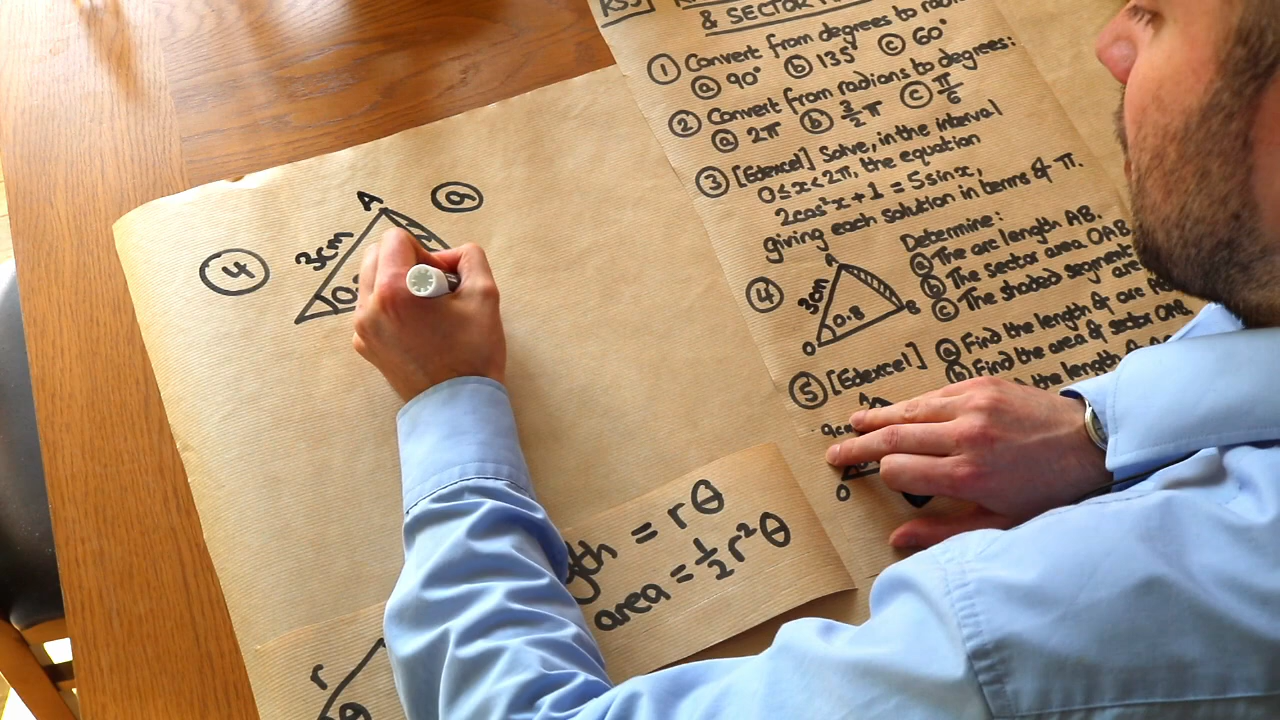 & SECTOR
① Convert from degrees to
ⓐ 90° ⓑ 135° ⓒ 60°
② Convert from radians to degrees:
ⓐ 2π ⓑ 3/2 π ⓒ π/6
③ [Edexcel] Solve, in the interval
0≤x<2π, the equation
2cos²x + 1 = 5sinx,
giving each solution in terms of π.
④
3cm
0.8
O
B
Determine:
ⓐ The arc length AB.
ⓑ The sector area OAB.
ⓒ The shaded segment
⑤ [Edexcel]
ⓐ Find the length of arc
ⓑ Find the area of sector OAB.
the length
O
④
3cm
A
ⓐ
= rθ
area = ½r²θ
r
θ